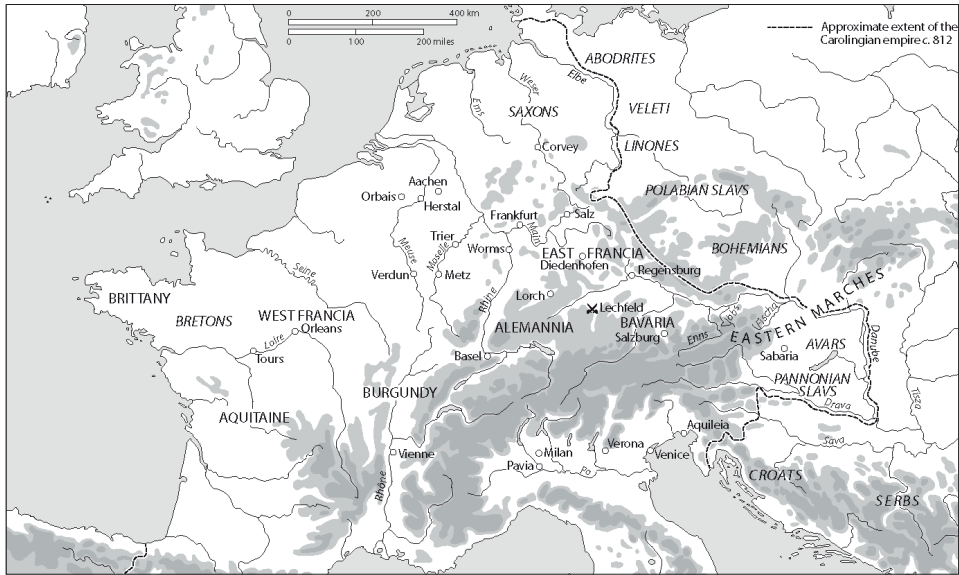 0 200 400 km
0 100 200 miles
Approximate extent of the
Carolingian empire c. 812
ABODRITES
Elbe
Weser
Ems
SAXONS
VELETI
LINONES
Corvey
Aachen
Orbais
Herstal
POLABIAN SLAVS
Frankfurt
Salz
Main
Trier
Worms
EAST FRANCIA
Diedenhofen
BOHEMIANS
Meuse
Moselle
Verdun
Metz
Regensburg
Seine
BRITTANY
BRETONS
WEST FRANCIA
Orleans
Loire
Tours
Rhine
Lorch
Lechfeld
ALEMANNIA
BAVARIA
Salzburg
Enns
Ybbs
EASTERN MARCHES
AVARS
Sabaria
Danube
Basel
PANNONIAN
SLAVS
Drava
Tisza
BURGUNDY
AQUITAINE
Aquileia
Sava
Vienne
Milan
Verona
Venice
Pavia
Po
Rhône
CROATS
SERBS